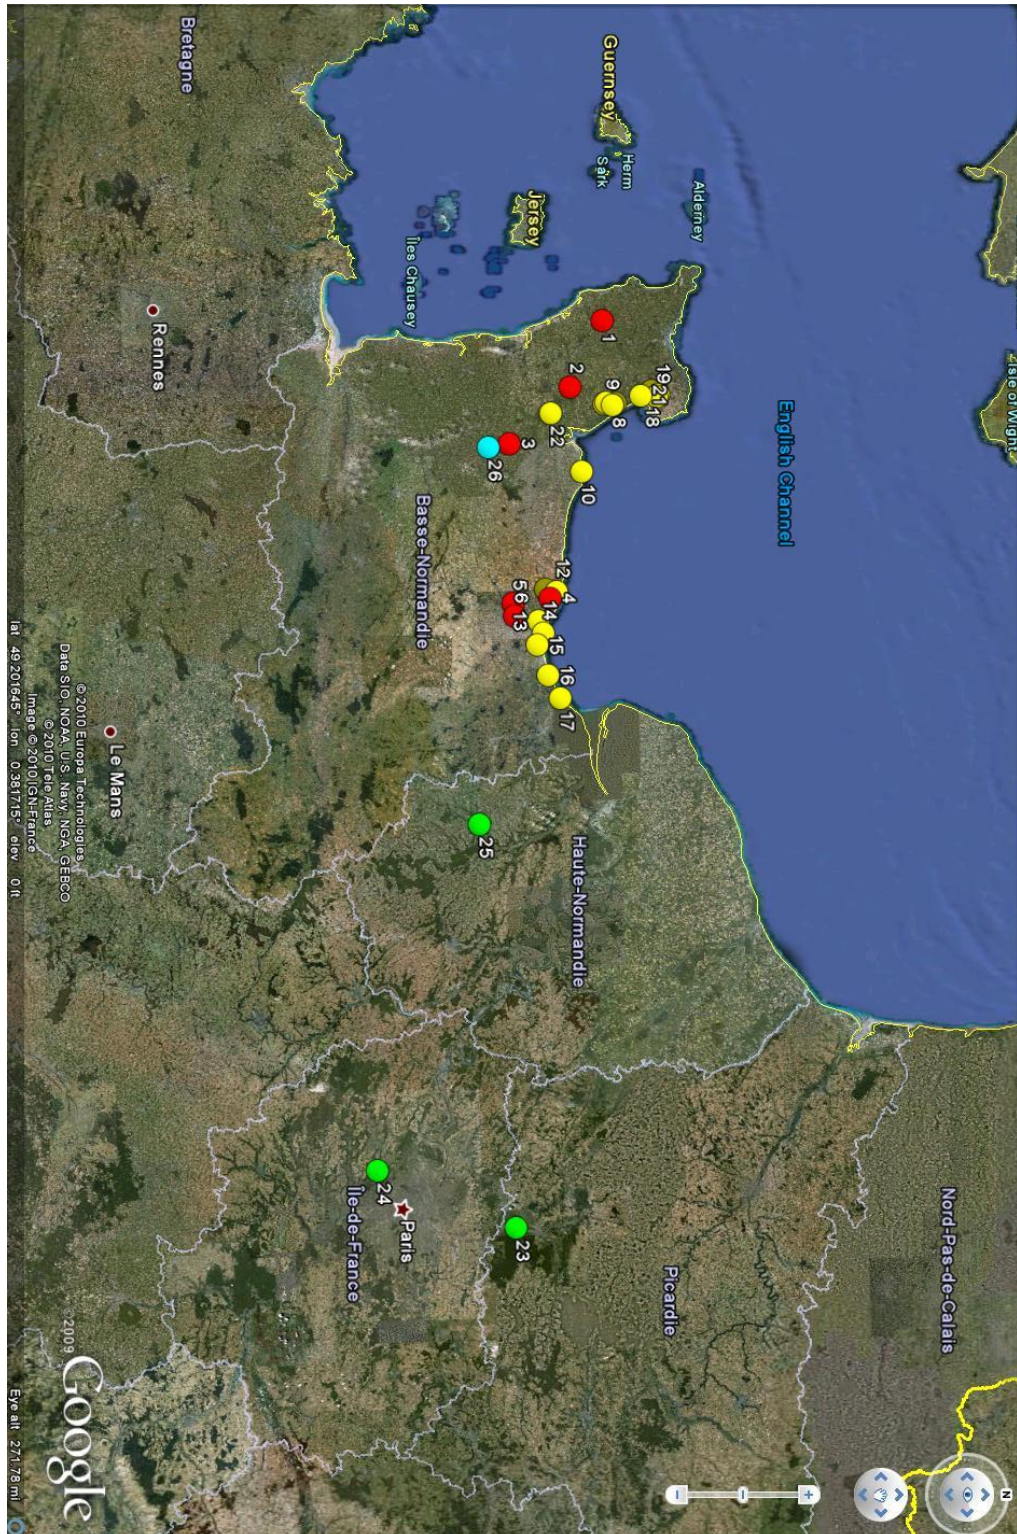 N
Isle of Wight
Nord-Pas-de-Calais
English Channel
Alderney
Picardie
19
21
18
Herm
Guernsey
Sark
9
8
1
Haute-Normandie
2
10
12
4
17
16
22
15
14
Jersey
3
5
6
13
23
26
25
Basse-Normandie
Îles Chausey
Paris
24
Île-de-France
Bretagne
Rennes
Le Mans
© 2010 Europa Technologies
Data SIO, NOAA, U.S. Navy, NGA, GEBCO
© 2010 Tele Atlas
Image © 2010 IGN-France
©2009 Google
lat 49.201645° lon 0.381715° elev 0 ft
Eye alt 271.78 mi